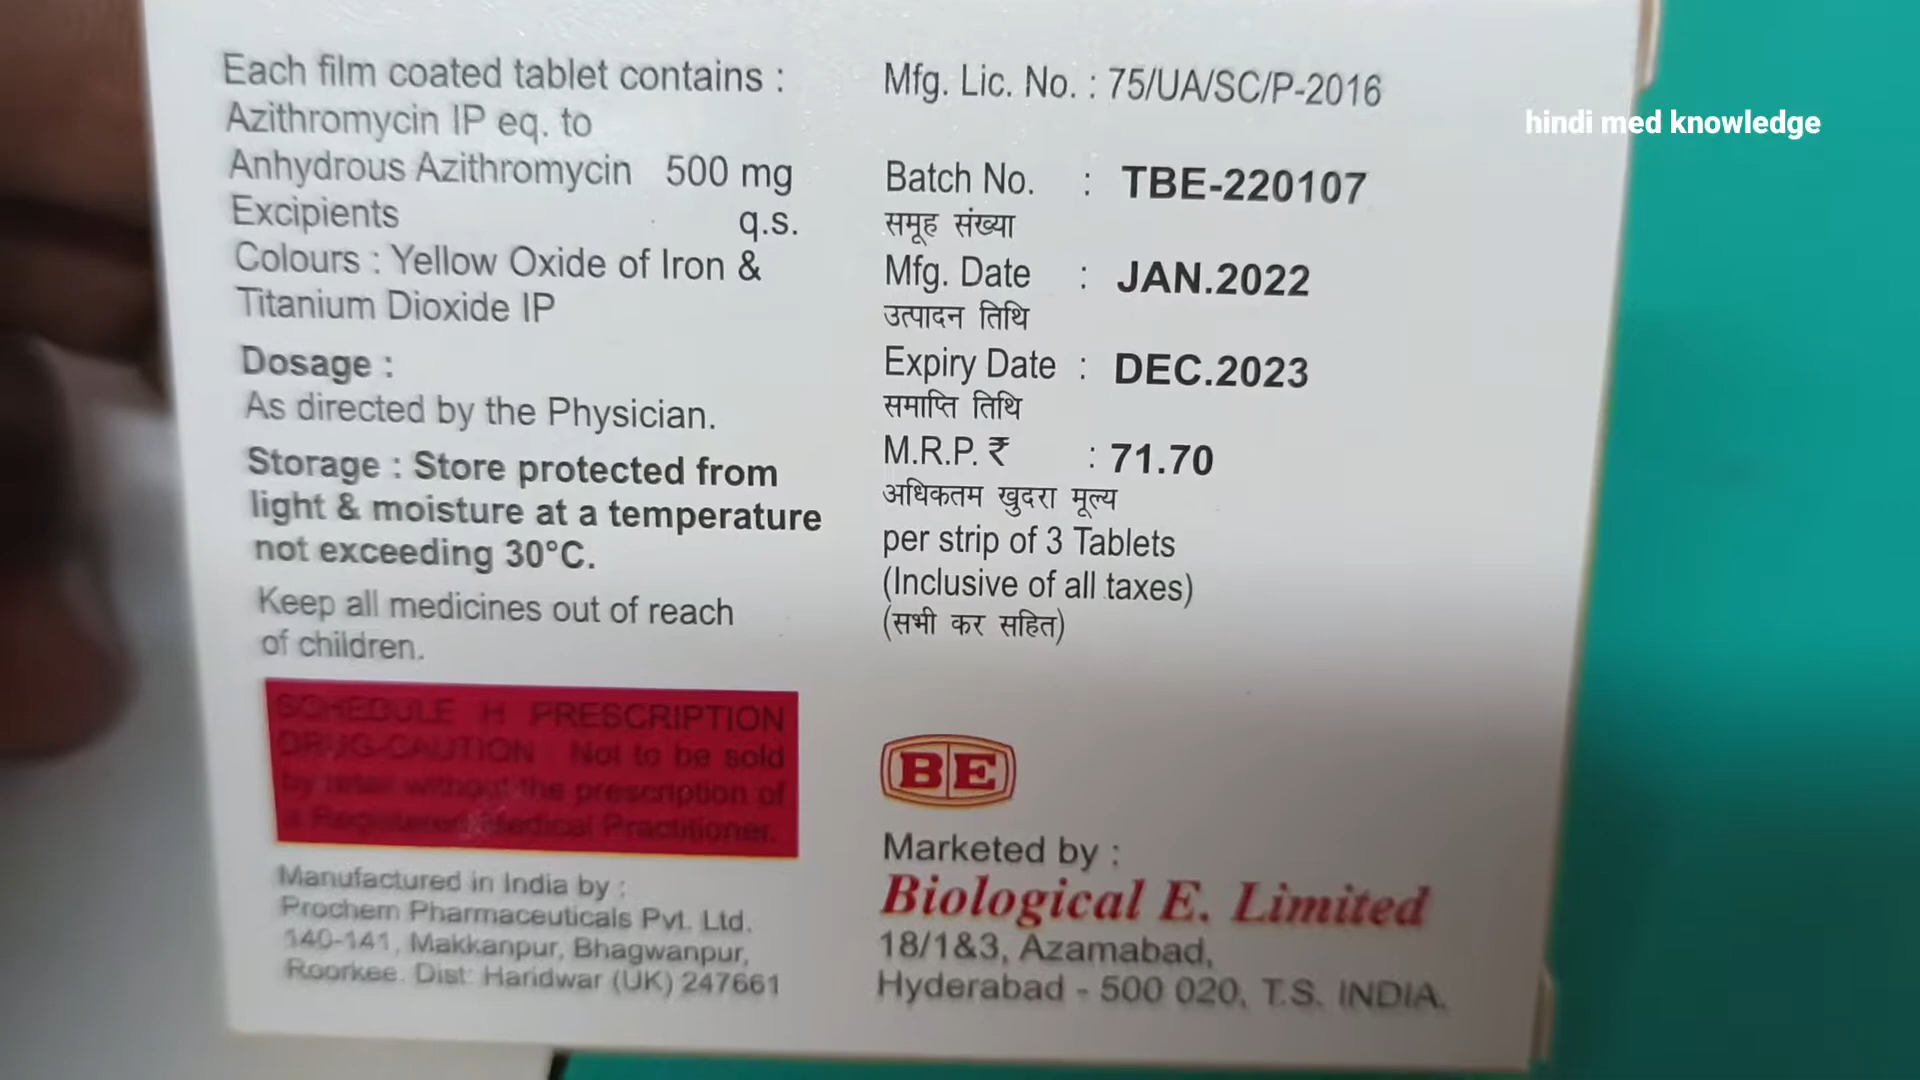 Each film coated tablet contains :
Azithromycin IP eq. to
Anhydrous Azithromycin 500 mg
Excipients q.s.
Colours : Yellow Oxide of Iron &
Titanium Dioxide IP
Dosage :
As directed by the Physician.
Storage : Store protected from
light & moisture at a temperature
not exceeding 30°C.
Keep all medicines out of reach
of children.
SCHEDULE H PRESCRIPTION
DRUG-CAUTION : Not to be sold
by retail without the prescription of
a Registered Medical Practitioner.
Manufactured in India by :
Prochem Pharmaceuticals Pvt. Ltd.
140-141, Makkanpur, Bhagwanpur,
Roorkee. Dist: Haridwar (UK) 247661
Mfg. Lic. No. : 75/UA/SC/P-2016
Batch No. : TBE-220107
समूह संख्या
Mfg. Date : JAN.2022
उत्पादन तिथि
Expiry Date : DEC.2023
समाप्ति तिथि
M.R.P. ₹ : 71.70
अधिकतम खुदरा मूल्य
per strip of 3 Tablets
(Inclusive of all taxes)
(सभी कर सहित)
BE
Marketed by :
Biological E. Limited
18/1&3, Azamabad,
Hyderabad - 500 020, T.S. INDIA.
hindi med knowledge